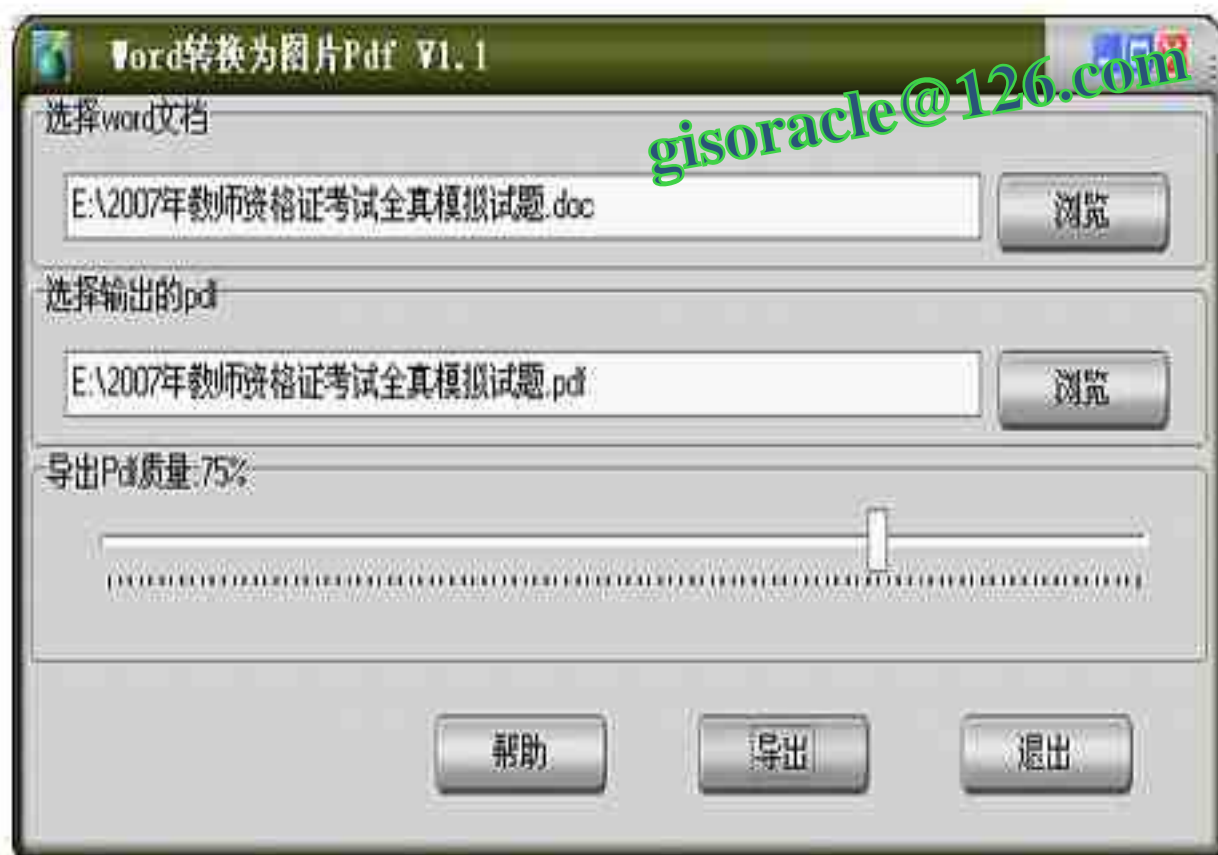 Word转换为图片Pdf V1.1
gisoracle@126.com
选择word文档
E:\2007年教师资格证考试全真模拟试题.doc
浏览
选择输出的pdf
E:\2007年教师资格证考试全真模拟试题.pdf
浏览
导出Pdf质量:75%
帮助
导出
退出